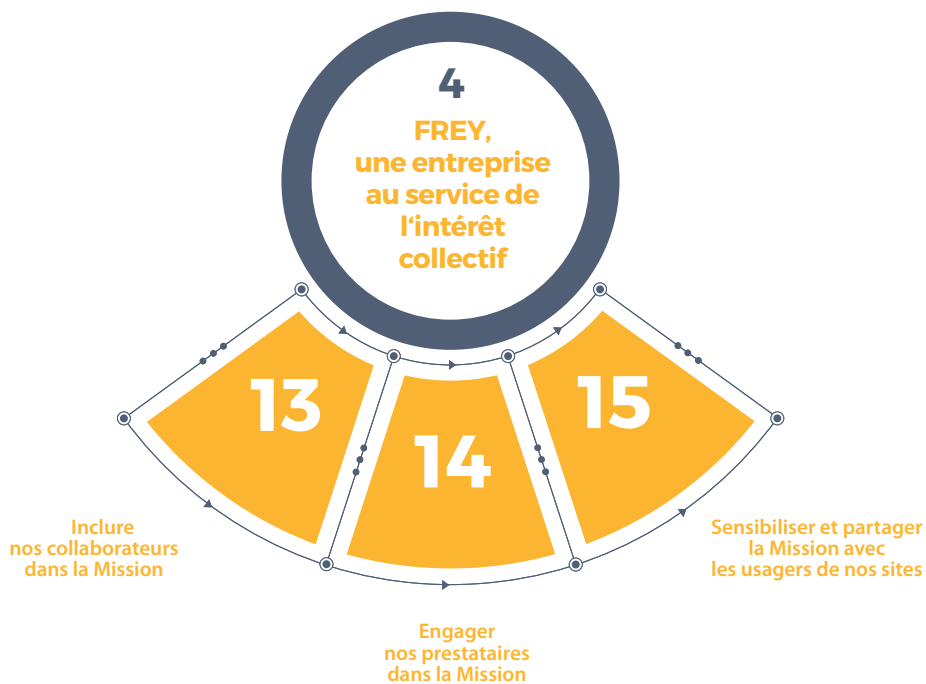 4
FREY,
une entreprise
au service de
l‘intérêt
collectif
13
14
15
Inclure
nos collaborateurs
dans la Mission
Engager
nos prestataires
dans la Mission
Sensibiliser et partager
la Mission avec
les usagers de nos sites